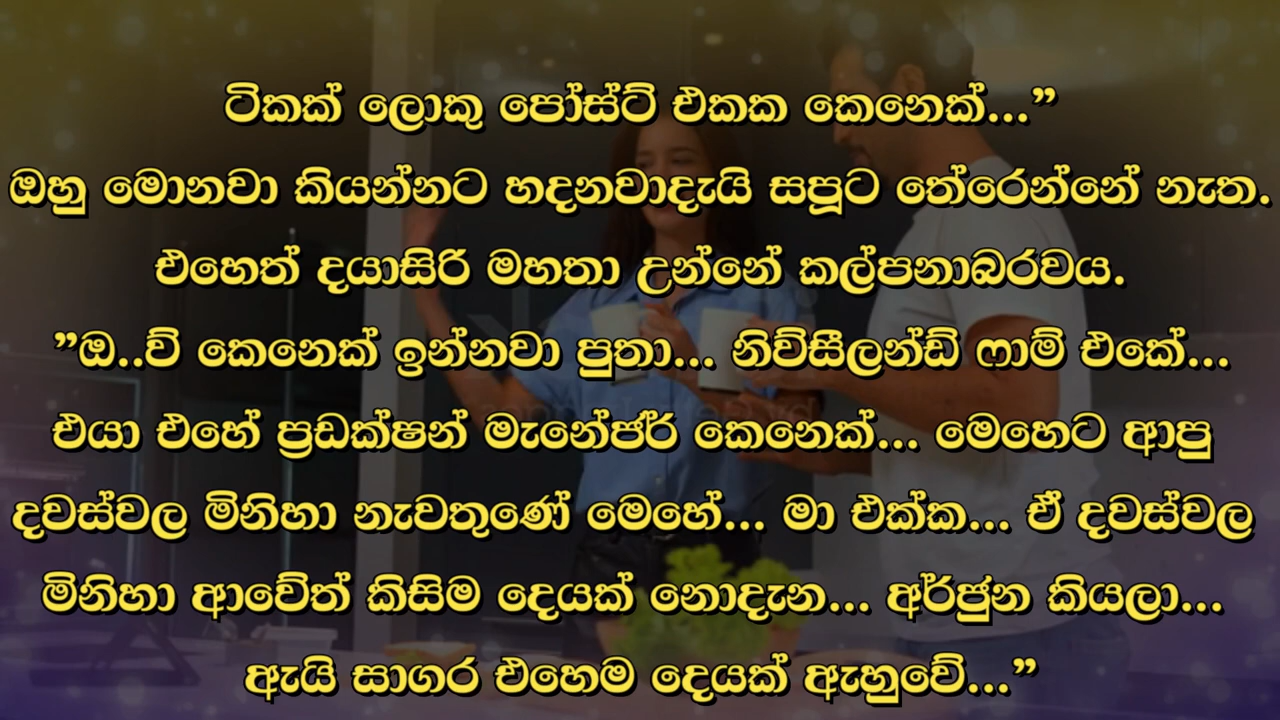 ටිකක් ලොකු පෝස්ට් එකක කෙනෙක්...”
ඔහු මොනවා කියන්නට හදනවාදැයි සපූට තේරෙන්නේ නැත.
එහෙත් දයාසිරි මහතා උන්නේ කල්පනාබරවය.
”ඔ..ව් කෙනෙක් ඉන්නවා පුතා... නිව්සීලන්ඩ් ෆාම් එකේ...
එයා එහේ ප්‍රඩක්ෂන් මැනේජර් කෙනෙක්... මෙහෙට ආපු
දවස්වල මිනිහා නැවතුණේ මෙහේ... මා එක්ක... ඒ දවස්වල
මිනිහා ආවේත් කිසිම දෙයක් නොදැන... අර්ජුන කියලා...
ඇයි සාගර එහෙම දෙයක් ඇහුවේ...”